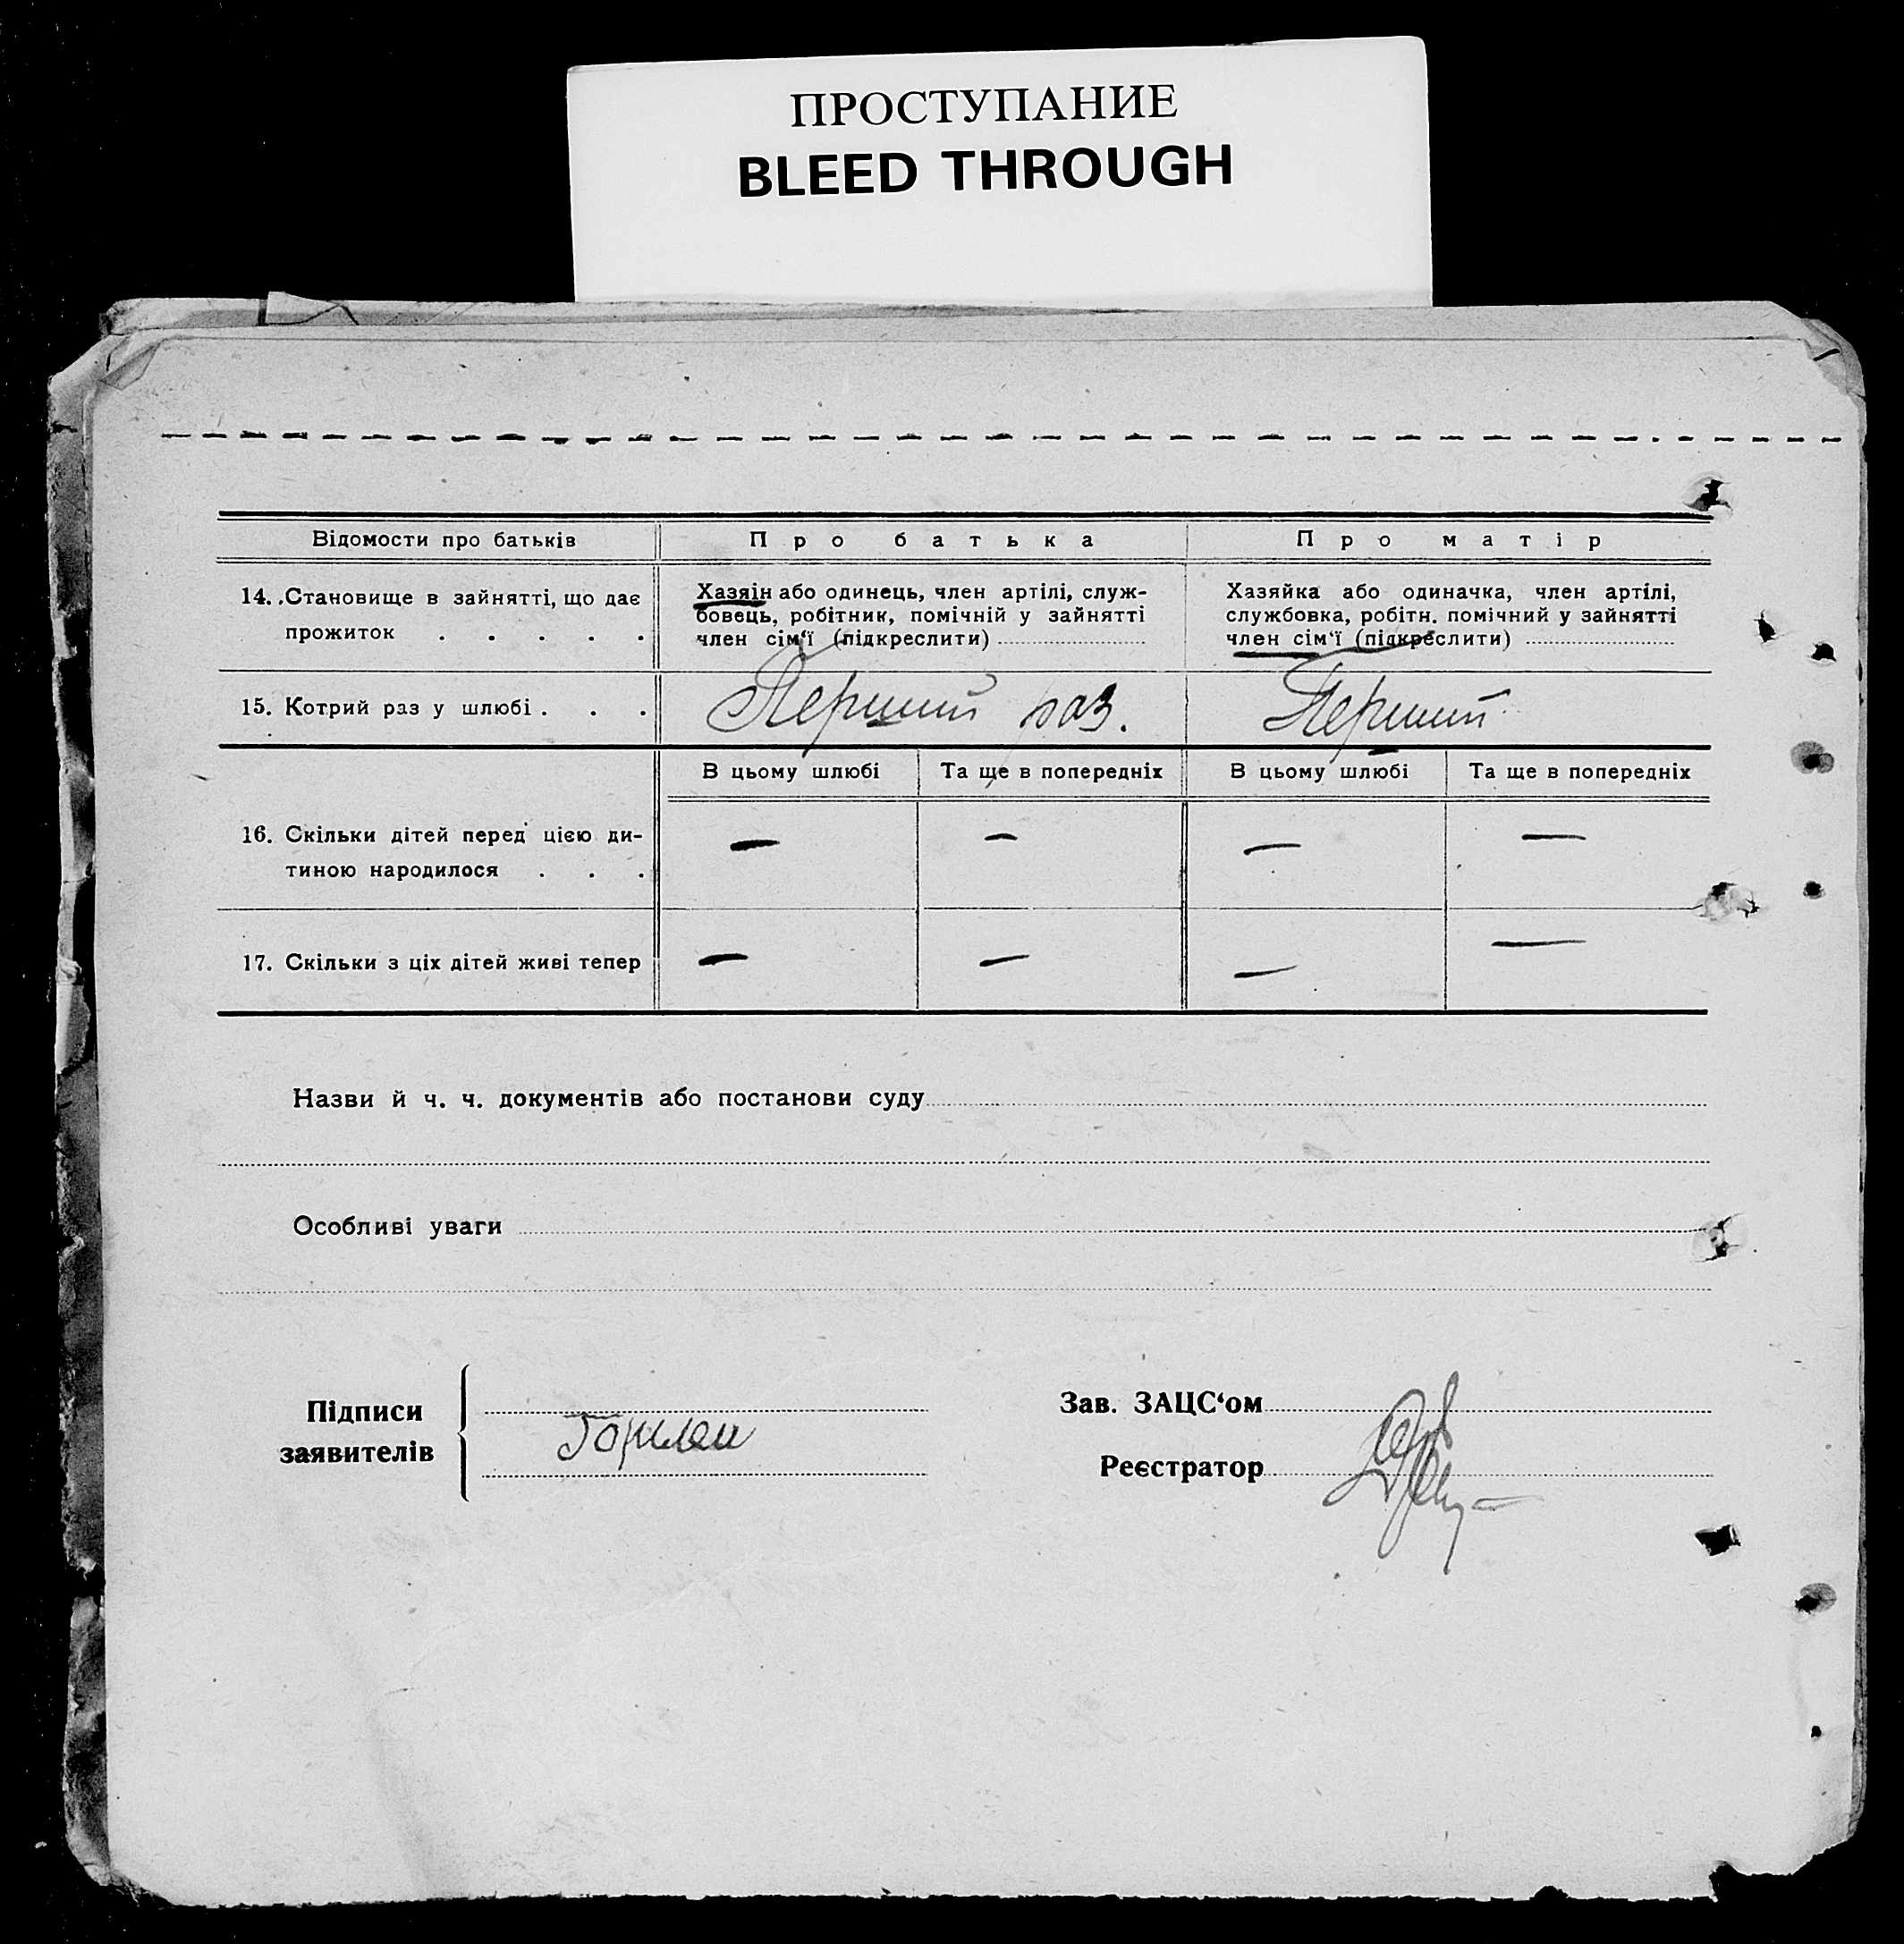 ПРОСТУПАНИЕ
BLEED THROUGH
Відомости про батьків
Про батька
Про матір
14. Становище в зайнятті, що дає
прожиток . . . . .
Хазяін або одинець, член артілі, служ-
бовець, робітник, помічній у зайнятті
член сім‘ї (підкреслити)
Хазяйка або одиначка, член артілі,
службовка, робітн. помічний у зайнятті
член сім‘ї (підкреслити)
15. Котрий раз у шлюбі . . .
Перший раз.
Перший
В цьому шлюбі
Та ще в попередніх
В цьому шлюбі
Та ще в попередніх
16. Скільки дітей перед цією ди-
тиною народилося . . .
— — — —
17. Скільки з ціх дітей живі тепер
— — — —
Назви й ч. ч. документів або постанови суду
Особливі уваги
Підписи
заявителів
Зав. ЗАЦС‘ом
Реєстратор